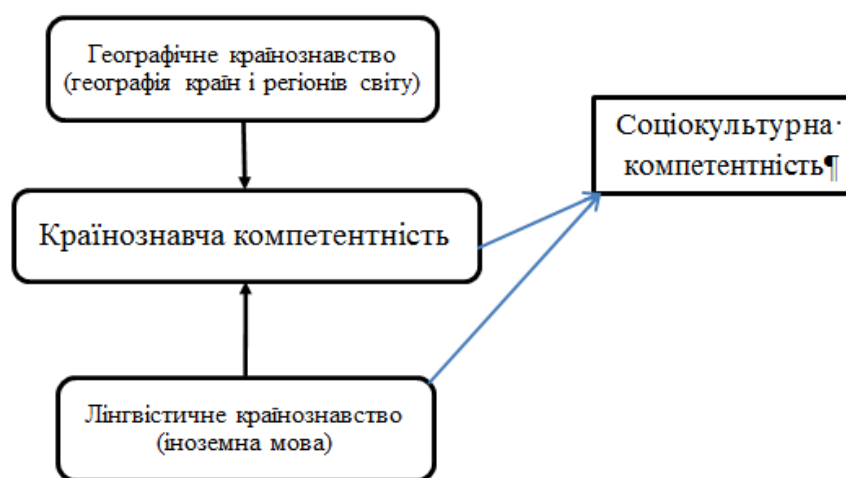 Географічне країнознавство
(географія країн і регіонів світу)
Соціокультурна·
компетентність¶
Країнознавча компетентність
Лінгвістичне країнознавство
(іноземна мова)